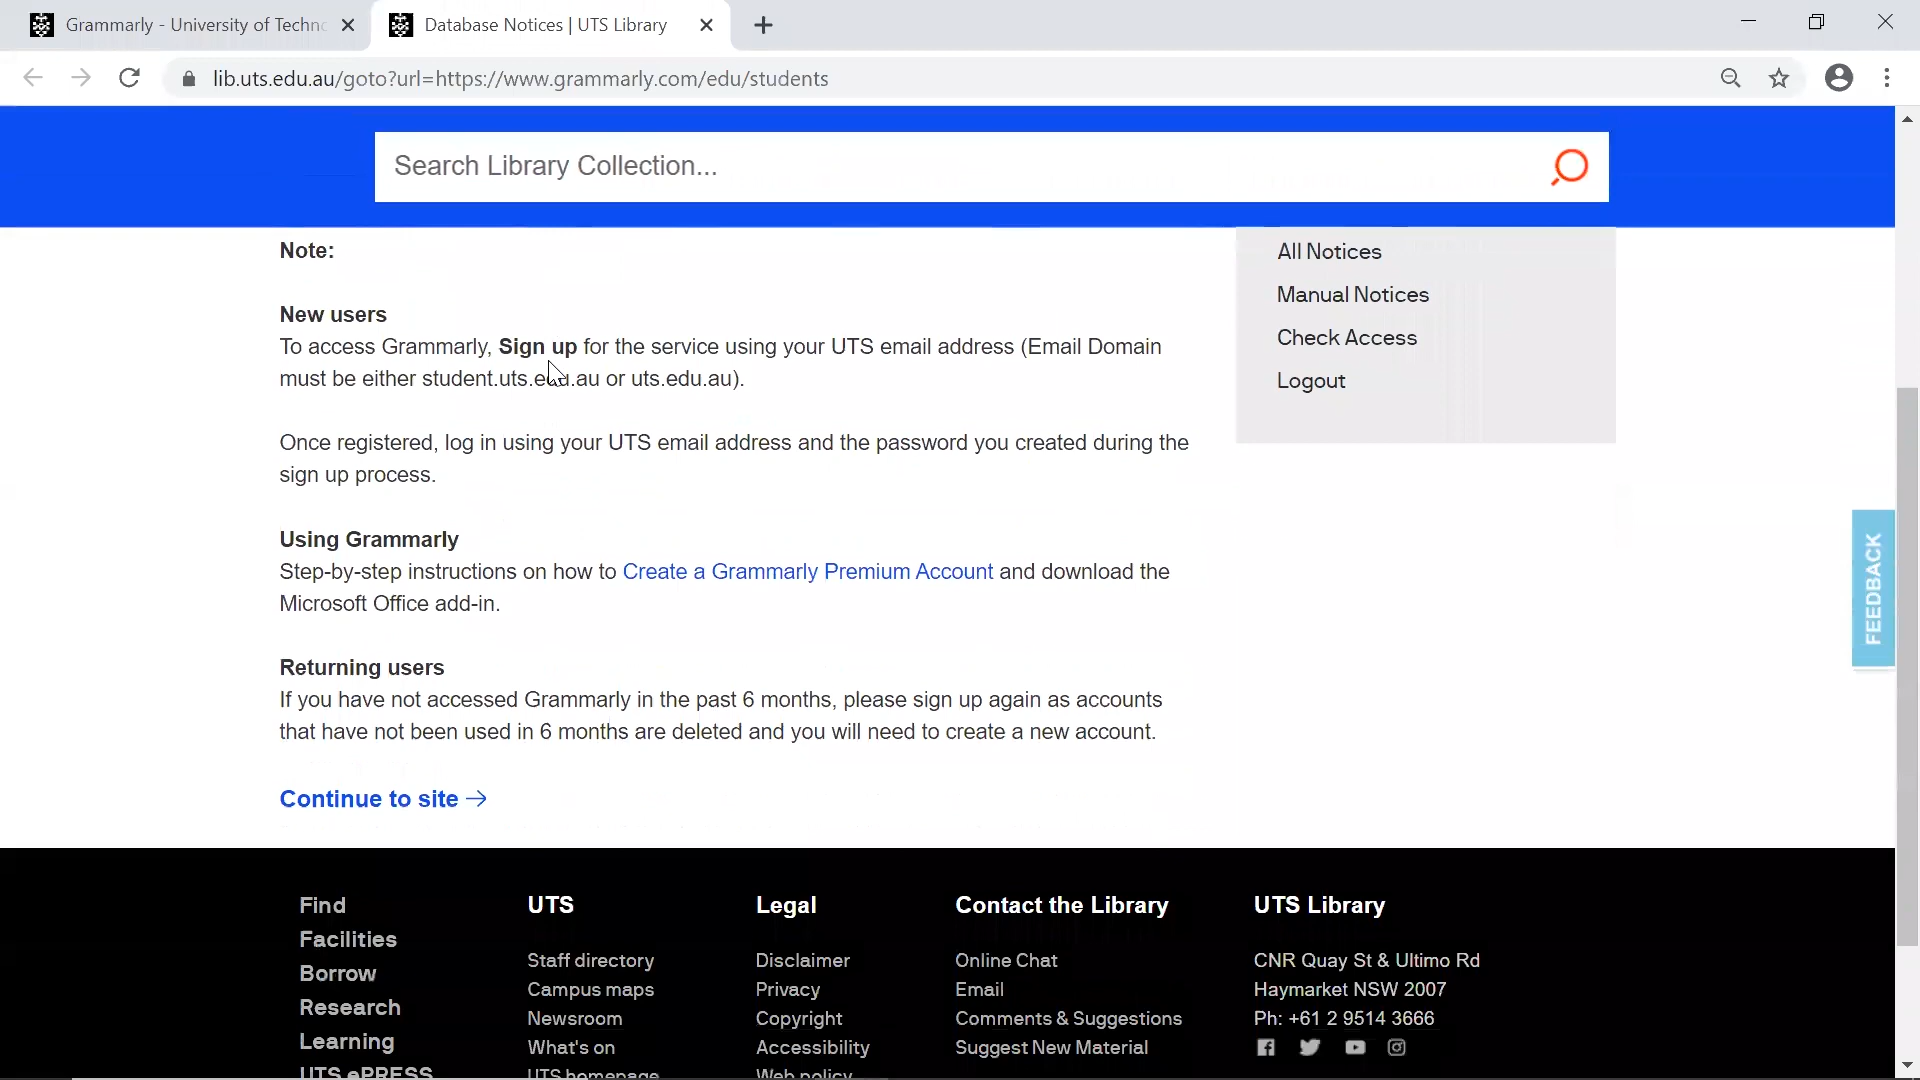 Grammarly - University of Techno
Database Notices | UTS Library
lib.uts.edu.au/goto?url=https://www.grammarly.com/edu/students
Search Library Collection...
Note:
New users
To access Grammarly, Sign up for the service using your UTS email address (Email Domain
must be either student.uts.edu.au or uts.edu.au).
Once registered, log in using your UTS email address and the password you created during the
sign up process.
Using Grammarly
Step-by-step instructions on how to Create a Grammarly Premium Account and download the
Microsoft Office add-in.
Returning users
If you have not accessed Grammarly in the past 6 months, please sign up again as accounts
that have not been used in 6 months are deleted and you will need to create a new account.
Continue to site →
All Notices
Manual Notices
Check Access
Logout
FEEDBACK
Find
Facilities
Borrow
Research
Learning
UTS ePRESS
UTS
Staff directory
Campus maps
Newsroom
What's on
UTS homepage
Legal
Disclaimer
Privacy
Copyright
Accessibility
Web policy
Contact the Library
Online Chat
Email
Comments & Suggestions
Suggest New Material
UTS Library
CNR Quay St & Ultimo Rd
Haymarket NSW 2007
Ph: +61 2 9514 3666